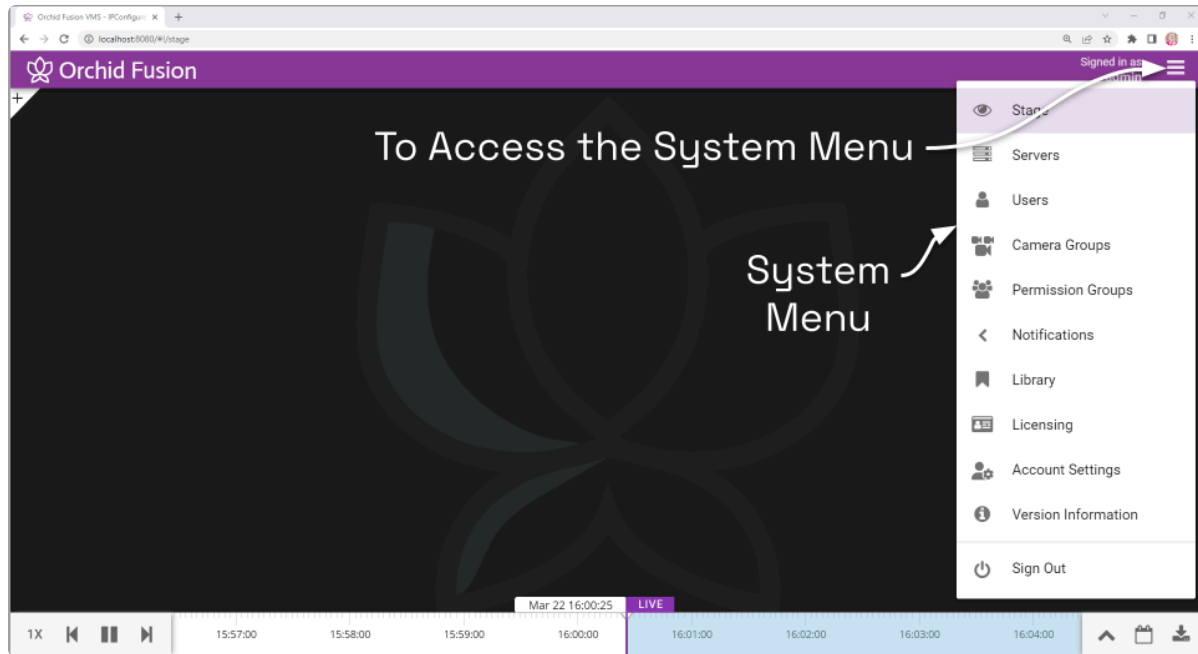 Orchid Fusion VMS - IPConfigure
localhost:8080/#!/stage
Orchid Fusion
Signed in as
To Access the System Menu
System
Menu
Stage
Servers
Users
Camera Groups
Permission Groups
Notifications
Library
Licensing
Account Settings
Version Information
Sign Out
Mar 22 16:00:25 LIVE
1X 15:57:00 15:58:00 15:59:00 16:00:00 16:01:00 16:02:00 16:03:00 16:04:00